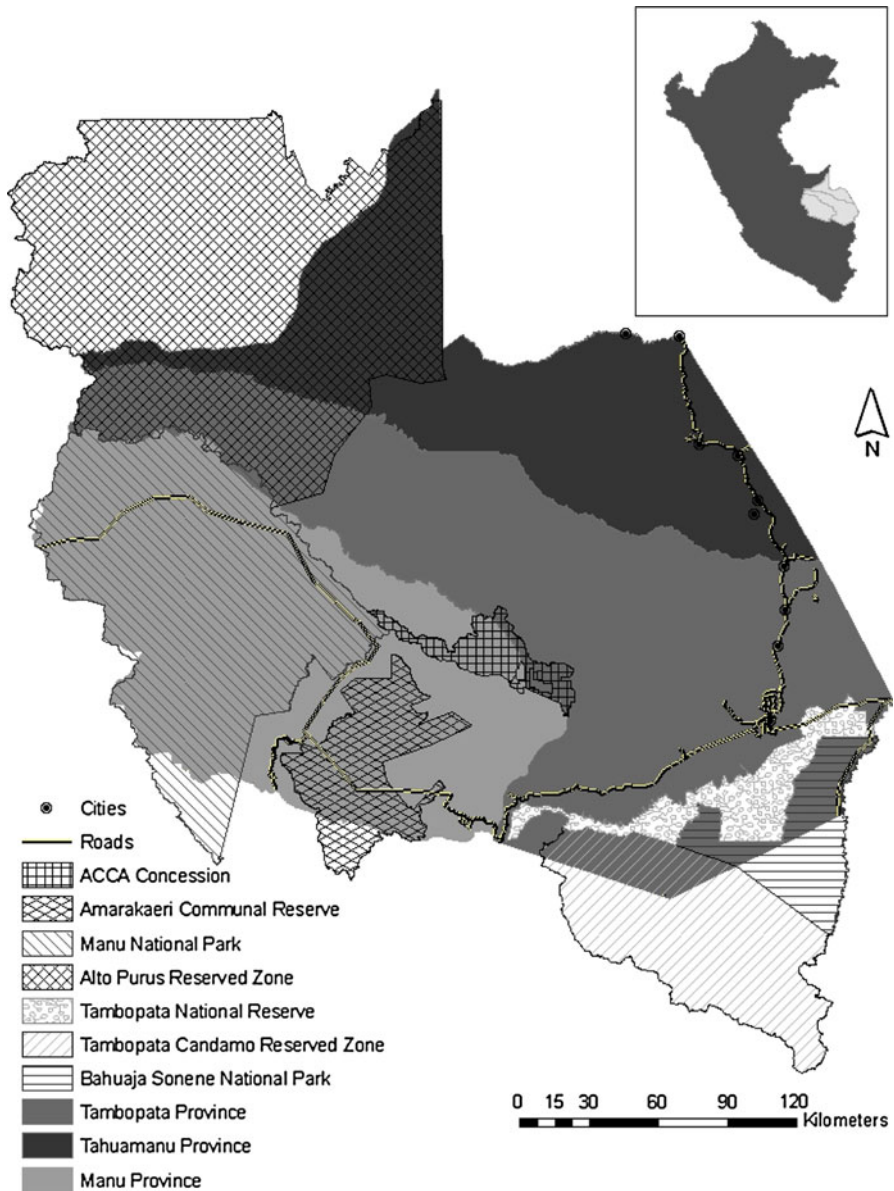 N
Cities
Roads
ACCA Concession
Amarakaeri Communal Reserve
Manu National Park
Alto Purus Reserved Zone
Tambopata National Reserve
Tambopata Candamo Reserved Zone
Bahuaja Sonene National Park
Tambopata Province
Tahuamanu Province
Manu Province
0 15 30 60 90 120
Kilometers